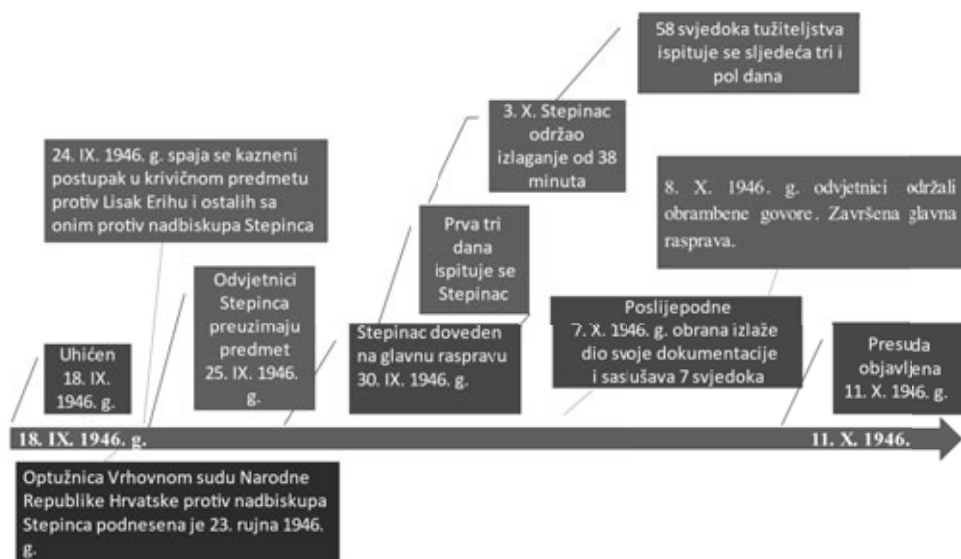 58 svjedoka tužiteljstva
ispituje se sljedeća tri i
pol dana
3. X. Stepinac
održao
izlaganje od 38
minuta
24. IX. 1946. g. spaja se kazneni
postupak u krivičnom predmetu
protiv Lisak Erihu i ostalih sa
onim protiv nadbiskupa Stepinca
8. X. 1946. g. odvjetnici održali
obrambene govore. Završena glavna
rasprava.
Prva tri
dana
ispituje se
Stepinac
Odvjetnici
Stepinca
preuzimaju
predmet
25. IX. 1946.
g.
Poslijepodne
7. X. 1946. g. obrana izlaže
dio svoje dokumentacije
i saslušava 7 svjedoka
Stepinac doveden
na glavnu raspravu
30. IX. 1946. g.
Presuda
objavljena
11. X. 1946. g.
Uhićen
18. IX.
1946. g.
18. IX. 1946. g.
11. X. 1946.
Optužnica Vrhovnom sudu Narodne
Republike Hrvatske protiv nadbiskupa
Stepinca podnesena je 23. rujna 1946.
g.